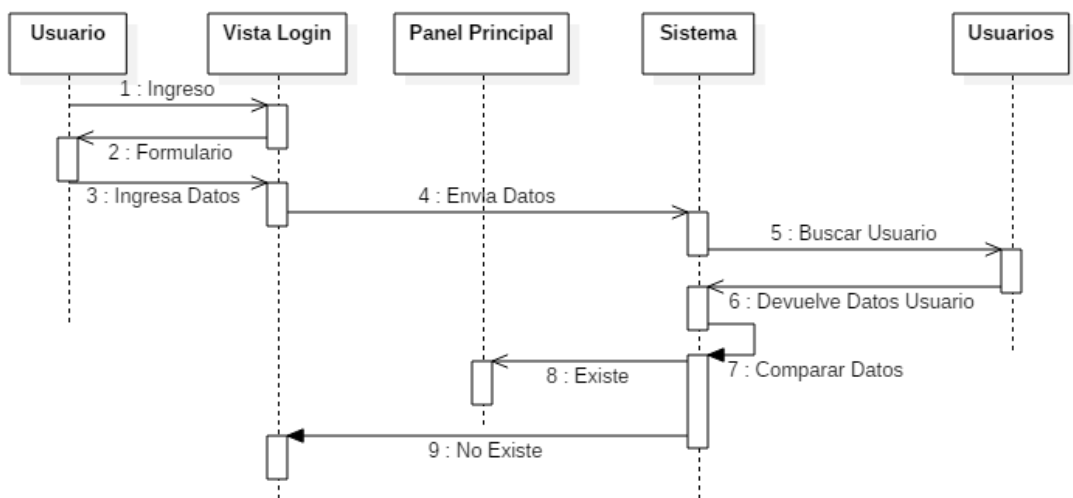 Usuario
Vista Login
Panel Principal
Sistema
Usuarios
1 : Ingreso
2 : Formulario
3 : Ingresa Datos
4 : Envía Datos
5 : Buscar Usuario
6 : Devuelve Datos Usuario
7 : Comparar Datos
8 : Existe
9 : No Existe